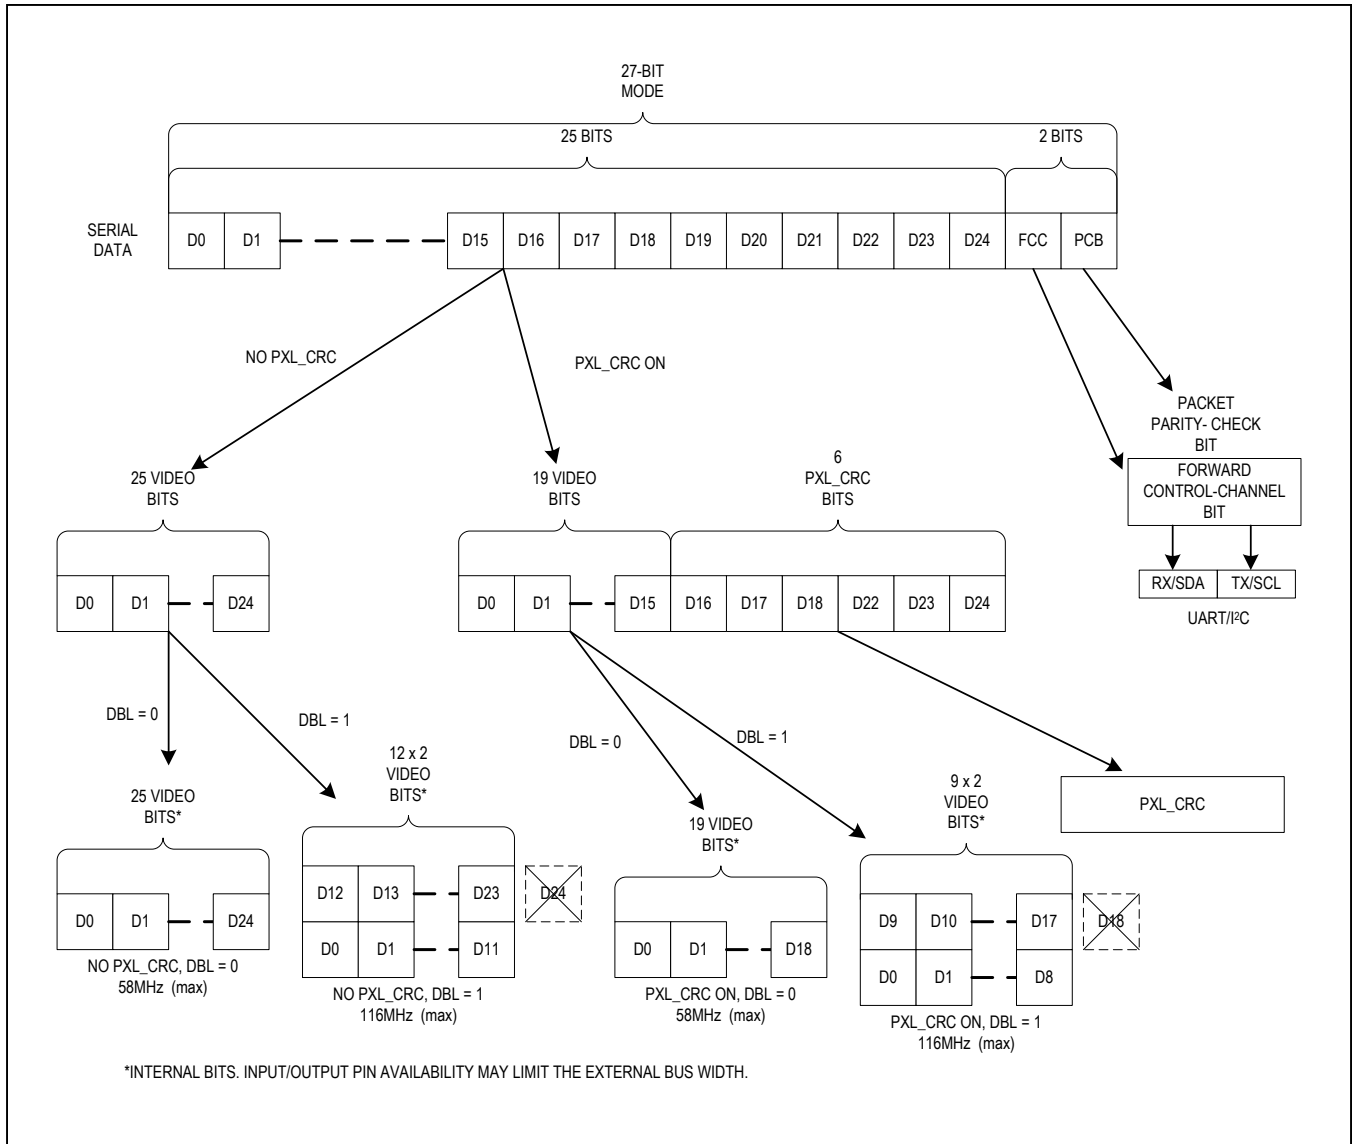 27-BIT
MODE
25 BITS
2 BITS
SERIAL
DATA
D0 D1 D15 D16 D17 D18 D19 D20 D21 D22 D23 D24 FCC PCB
NO PXL_CRC
PXL_CRC ON
PACKET
PARITY- CHECK
BIT
FORWARD
CONTROL-CHANNEL
BIT
RX/SDA TX/SCL
UART/I²C
25 VIDEO
BITS
19 VIDEO
BITS
6
PXL_CRC
BITS
D0 D1 D24
D0 D1 D15 D16 D17 D18 D22 D23 D24
DBL = 0
DBL = 1
DBL = 0
DBL = 1
PXL_CRC
25 VIDEO
BITS*
D0 D1 D24
NO PXL_CRC, DBL = 0
58MHz (max)
12 x 2
VIDEO
BITS*
D12 D13 D23 D24
D0 D1 D11
NO PXL_CRC, DBL = 1
116MHz (max)
19 VIDEO
BITS*
D0 D1 D18
PXL_CRC ON, DBL = 0
58MHz (max)
9 x 2
VIDEO
BITS*
D9 D10 D17 D18
D0 D1 D8
PXL_CRC ON, DBL = 1
116MHz (max)
*INTERNAL BITS. INPUT/OUTPUT PIN AVAILABILITY MAY LIMIT THE EXTERNAL BUS WIDTH.